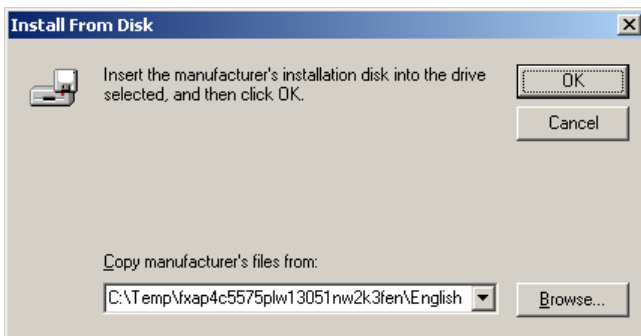 Install From Disk
Insert the manufacturer's installation disk into the drive
selected, and then click OK.
OK
Cancel
Copy manufacturer's files from:
C:\Temp\fxap4c5575plw13051nw2k3fen\English
Browse...